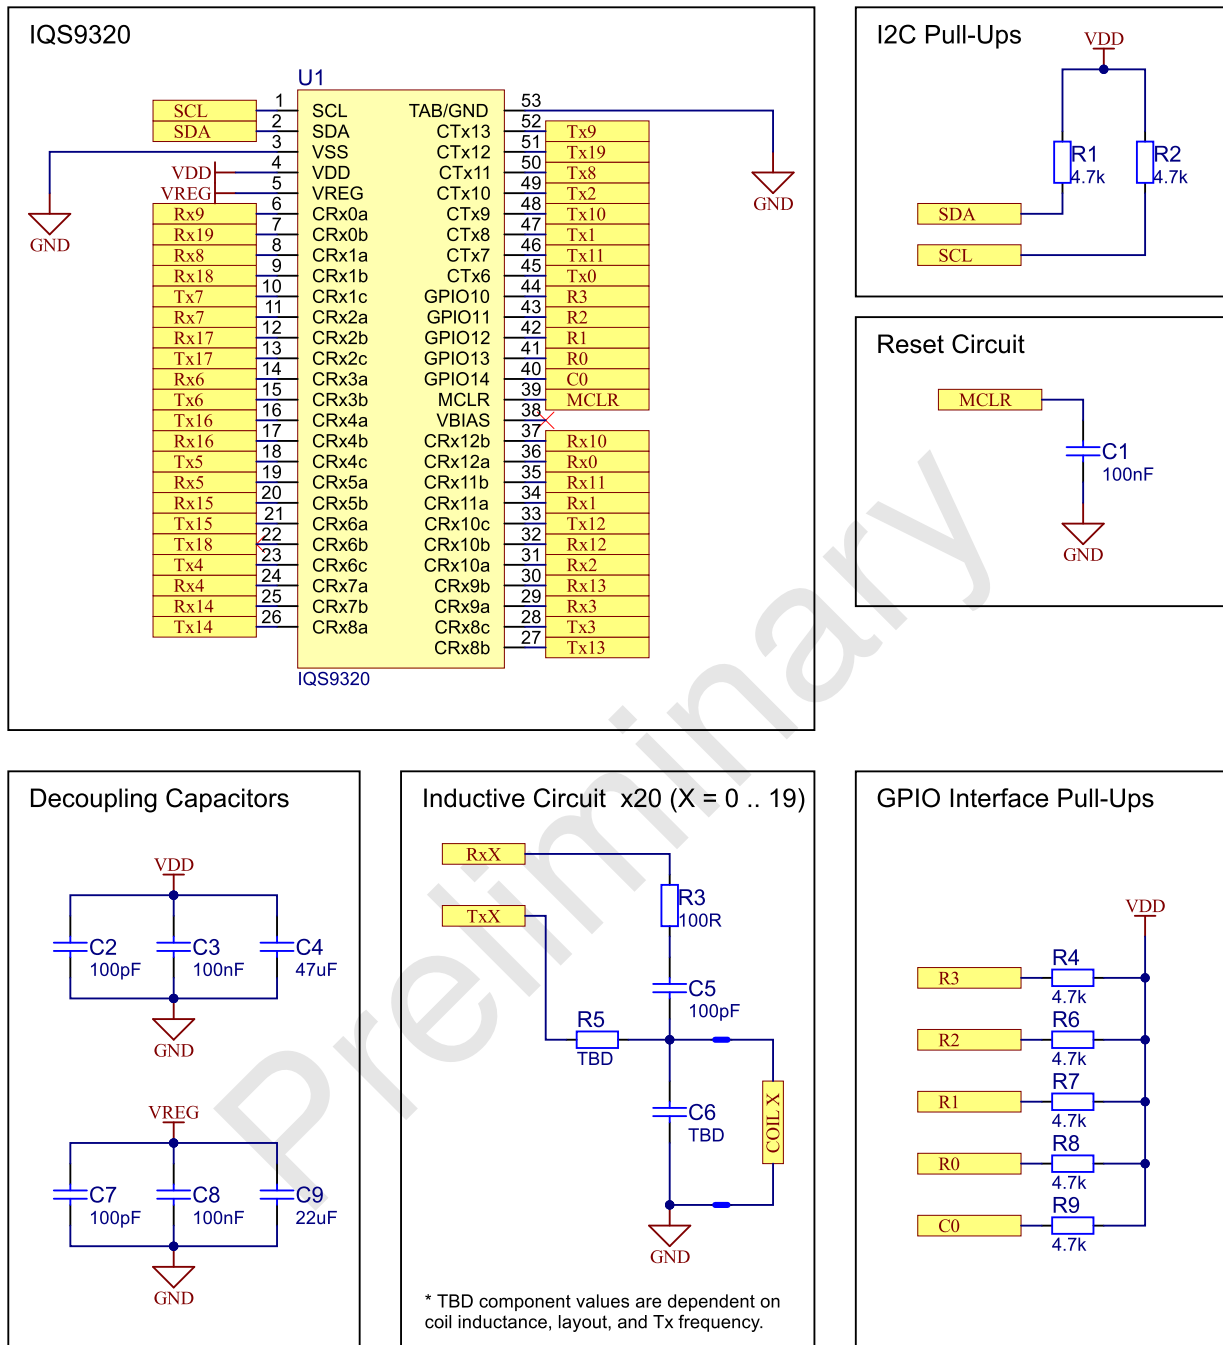 IQS9320
U1
SCL 1 SCL TAB/GND 53
SDA 2 SDA CTx13 52 Tx9
3 VSS CTx12 51 Tx19
VDD 4 VDD CTx11 50 Tx8
VREG 5 VREG CTx10 49 Tx2
Rx9 6 CRx0a CTx9 48 Tx10
Rx19 7 CRx0b CTx8 47 Tx1
Rx8 8 CRx1a CTx7 46 Tx11
Rx18 9 CRx1b CTx6 45 Tx0
Tx7 10 CRx1c GPIO10 44 R3
Rx7 11 CRx2a GPIO11 43 R2
Rx17 12 CRx2b GPIO12 42 R1
Tx17 13 CRx2c GPIO13 41 R0
Rx6 14 CRx3a GPIO14 40 C0
Tx6 15 CRx3b MCLR 39 MCLR
Tx16 16 CRx4a VBIAS 38
Rx16 17 CRx4b CRx12b 37 Rx10
Tx5 18 CRx4c CRx12a 36 Rx0
Rx5 19 CRx5a CRx11b 35 Rx11
Rx15 20 CRx5b CRx11a 34 Rx1
Tx15 21 CRx6a CRx10c 33 Tx12
Tx18 22 CRx6b CRx10b 32 Rx12
Tx4 23 CRx6c CRx10a 31 Rx2
Rx4 24 CRx7a CRx9b 30 Rx13
Rx14 25 CRx7b CRx9a 29 Rx3
Tx14 26 CRx8a CRx8c 28 Tx3
CRx8b 27 Tx13
IQS9320
GND
GND
I2C Pull-Ups
VDD
R1 R2
4.7k 4.7k
SDA
SCL
Reset Circuit
MCLR
C1
100nF
GND
Decoupling Capacitors
VDD
C2 C3 C4
100pF 100nF 47uF
GND
VREG
C7 C8 C9
100pF 100nF 22uF
GND
Inductive Circuit x20 (X = 0 .. 19)
RxX
R3
100R
TxX
C5
100pF
R5
TBD
C6
TBD
COIL X
GND
* TBD component values are dependent on
coil inductance, layout, and Tx frequency.
GPIO Interface Pull-Ups
VDD
R4
R3
4.7k
R6
R2
4.7k
R7
R1
4.7k
R8
R0
4.7k
R9
C0
4.7k
Preliminary